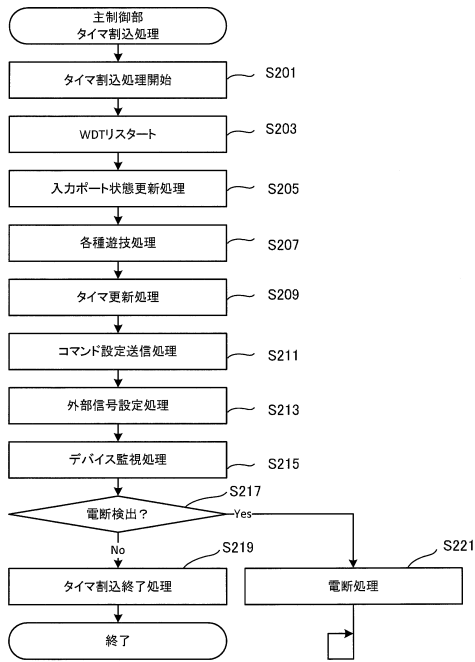 主制御部
タイマ割込処理
タイマ割込処理開始
S201
WDTリスタート
S203
入力ポート状態更新処理
S205
各種遊技処理
S207
タイマ更新処理
S209
コマンド設定送信処理
S211
外部信号設定処理
S213
デバイス監視処理
S215
電断検出？
S217
Yes
No
タイマ割込終了処理
S219
電断処理
S221
終了